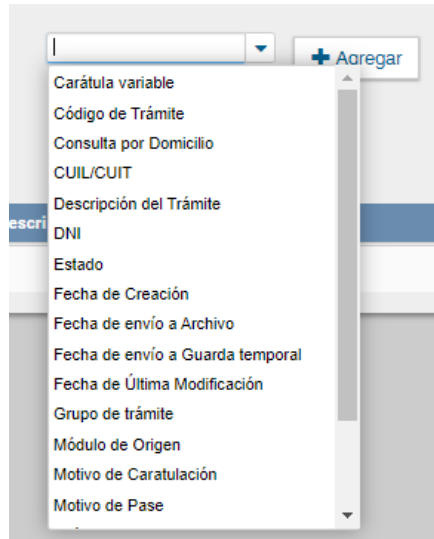 Agregar
Carátula variable
Código de Trámite
Consulta por Domicilio
CUIL/CUIT
Descripción del Trámite
escri
DNI
Estado
Fecha de Creación
Fecha de envío a Archivo
Fecha de envío a Guarda temporal
Fecha de Última Modificación
Grupo de trámite
Módulo de Origen
Motivo de Caratulación
Motivo de Pase